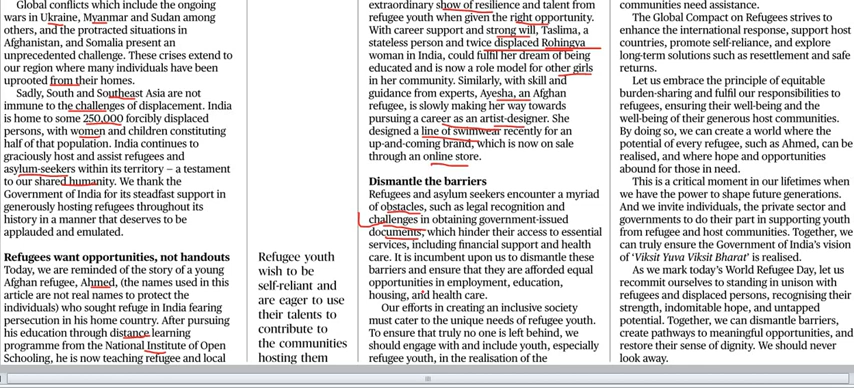 Global conflicts which include the ongoing
wars in Ukraine, Myanmar and Sudan among
others, and the protracted situations in
Afghanistan, and Somalia present an
unprecedented challenge. These crises extend to
our region where many individuals have been
uprooted from their homes.
Sadly, South and Southeast Asia are not
immune to the challenges of displacement. India
is home to some 250,000 forcibly displaced
persons, with women and children constituting
half of that population. India continues to
graciously host and assist refugees and
asylum-seekers within its territory – a testament
to our shared humanity. We thank the
Government of India for its steadfast support in
generously hosting refugees throughout its
history in a manner that deserves to be
applauded and emulated.
Refugees want opportunities, not handouts
Today, we are reminded of the story of a young
Afghan refugee, Ahmed, (the names used in this
article are not real names to protect the
individuals) who sought refuge in India fearing
persecution in his home country. After pursuing
his education through distance learning
programme from the National Institute of Open
Schooling, he is now teaching refugee and local
Refugee youth
wish to be
self-reliant and
are eager to use
their talents to
contribute to
the communities
hosting them
extraordinary show of resilience and talent from
refugee youth when given the right opportunity.
With career support and strong will, Taslima, a
stateless person and twice displaced Rohingya
woman in India, could fulfil her dream of being
educated and is now a role model for other girls
in her community. Similarly, with skill and
guidance from experts, Ayesha, an Afghan
refugee, is slowly making her way towards
pursuing a career as an artist-designer. She
designed a line of swimwear recently for an
up-and-coming brand, which is now on sale
through an online store.
Dismantle the barriers
Refugees and asylum seekers encounter a myriad
of obstacles, such as legal recognition and
challenges in obtaining government-issued
documents, which hinder their access to essential
services, including financial support and health
care. It is incumbent upon us to dismantle these
barriers and ensure that they are afforded equal
opportunities in employment, education,
housing, and health care.
Our efforts in creating an inclusive society
must cater to the unique needs of refugee youth.
To ensure that truly no one is left behind, we
should engage with and include youth, especially
refugee youth, in the realisation of the
communities need assistance.
The Global Compact on Refugees strives to
enhance the international response, support host
countries, promote self-reliance, and explore
long-term solutions such as resettlement and safe
returns.
Let us embrace the principle of equitable
burden-sharing and fulfil our responsibilities to
refugees, ensuring their well-being and the
well-being of their generous host communities.
By doing so, we can create a world where the
potential of every refugee, such as Ahmed, can be
realised, and where hope and opportunities
abound for those in need.
This is a critical moment in our lifetimes when
we have the power to shape future generations.
And we invite individuals, the private sector and
governments to do their part in supporting youth
from refugee and host communities. Together, we
can truly ensure the Government of India's vision
of 'Viksit Yuva Viksit Bharat' is realised.
As we mark today's World Refugee Day, let us
recommit ourselves to standing in unison with
refugees and displaced persons, recognising their
strength, indomitable hope, and untapped
potential. Together, we can dismantle barriers,
create pathways to meaningful opportunities, and
restore their sense of dignity. We should never
look away.